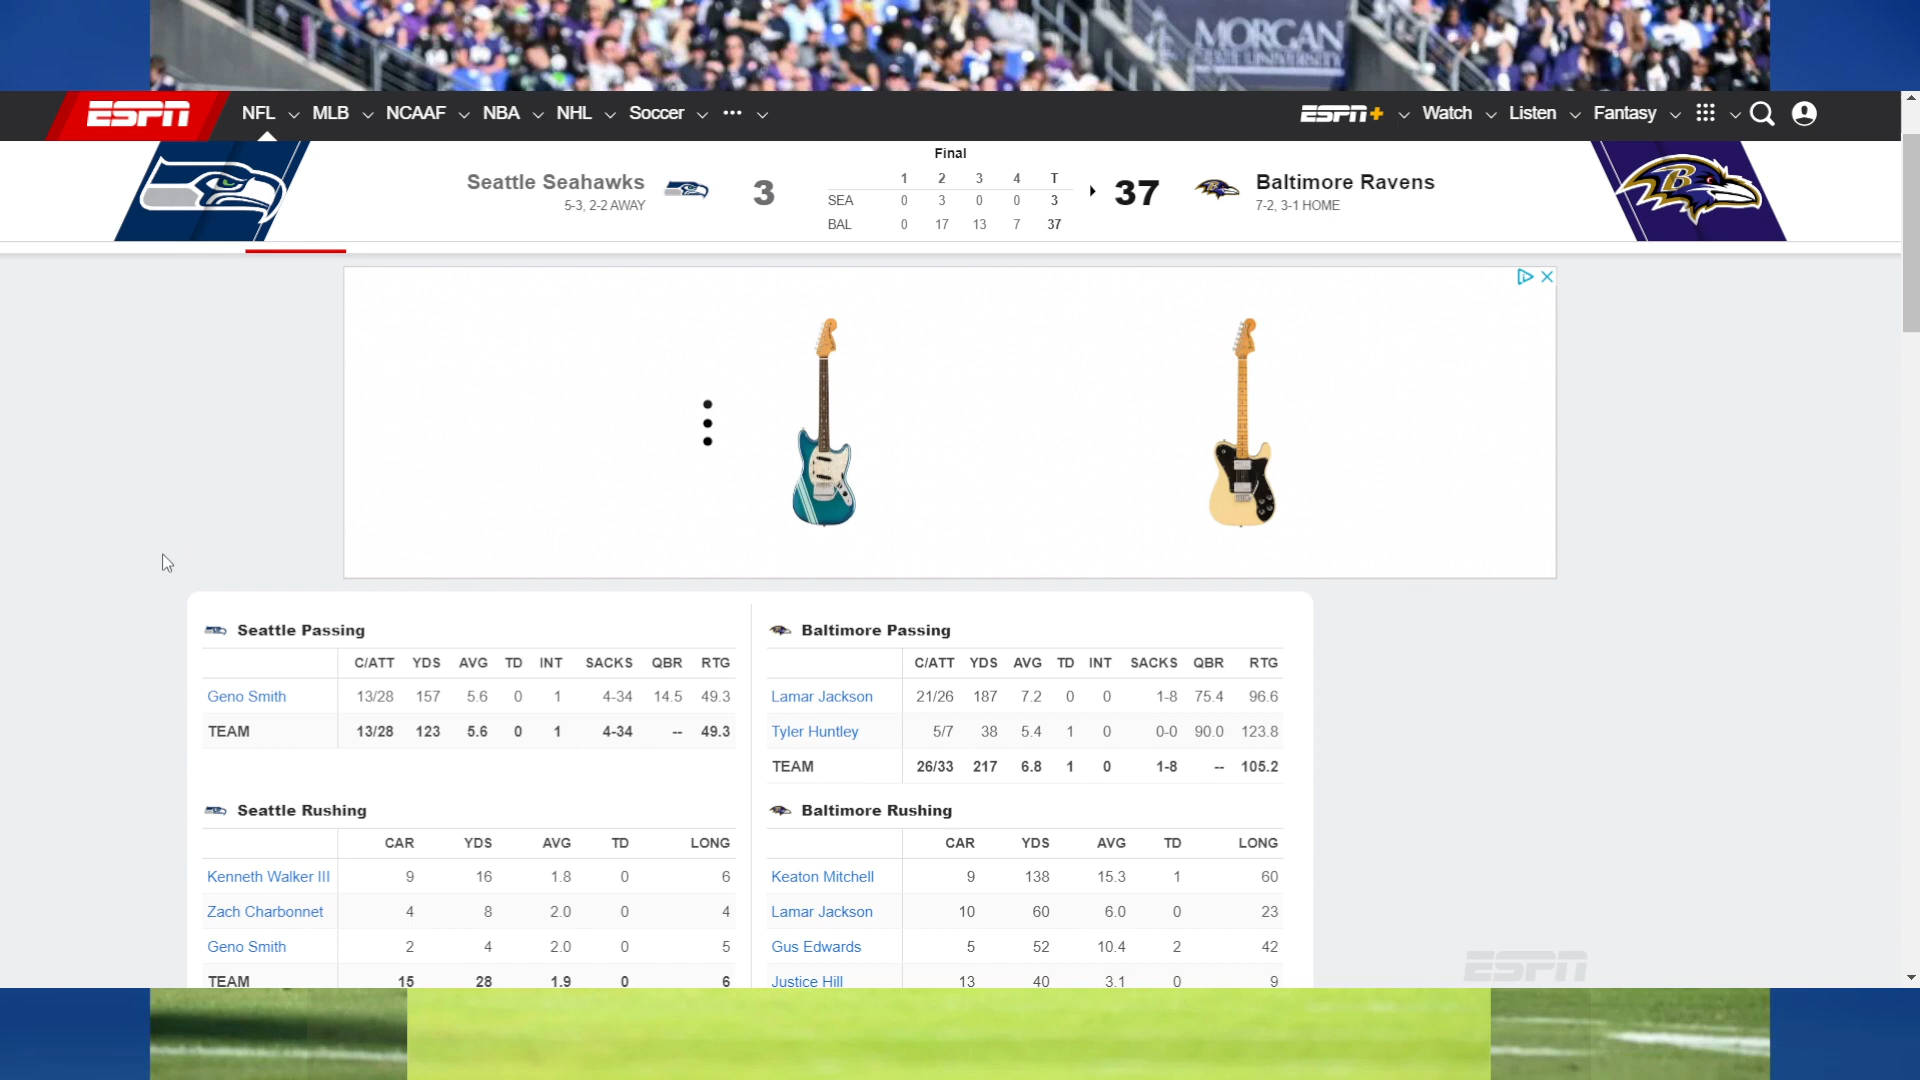 MORGAN
STATE UNIVERSITY
ESPN NFL MLB NCAAF NBA NHL Soccer ••• ESPN+ Watch Listen Fantasy
Final
Seattle Seahawks 3 1 2 3 4 T 37 Baltimore Ravens
5-3, 2-2 AWAY SEA 0 3 0 0 3 7-2, 3-1 HOME
BAL 0 17 13 7 37
Seattle Passing
C/ATT YDS AVG TD INT SACKS QBR RTG
Geno Smith 13/28 157 5.6 0 1 4-34 14.5 49.3
TEAM 13/28 123 5.6 0 1 4-34 -- 49.3
Baltimore Passing
C/ATT YDS AVG TD INT SACKS QBR RTG
Lamar Jackson 21/26 187 7.2 0 0 1-8 75.4 96.6
Tyler Huntley 5/7 38 5.4 1 0 0-0 90.0 123.8
TEAM 26/33 217 6.8 1 0 1-8 -- 105.2
Seattle Rushing
CAR YDS AVG TD LONG
Kenneth Walker III 9 16 1.8 0 6
Zach Charbonnet 4 8 2.0 0 4
Geno Smith 2 4 2.0 0 5
TEAM 15 28 1.9 0 6
Baltimore Rushing
CAR YDS AVG TD LONG
Keaton Mitchell 9 138 15.3 1 60
Lamar Jackson 10 60 6.0 0 23
Gus Edwards 5 52 10.4 2 42
Justice Hill 13 40 3.1 0 9
ESPN